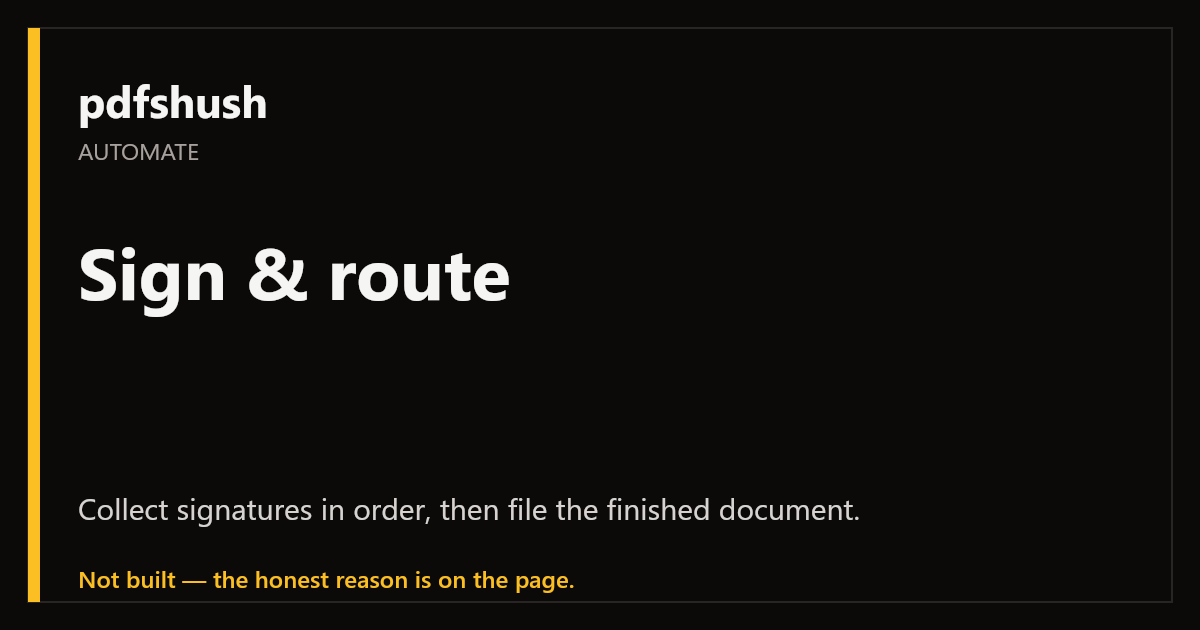 pdfshush
AUTOMATE
Sign & route
Collect signatures in order, then file the finished document.
Not built — the honest reason is on the page.